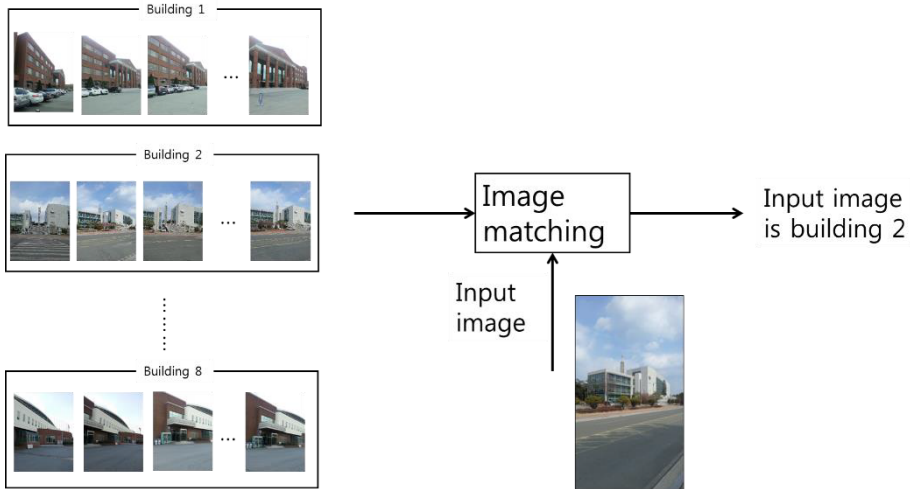 Building 1
...
Building 2
...
Building 8
...
Image
matching
Input
image
Input image
is building 2